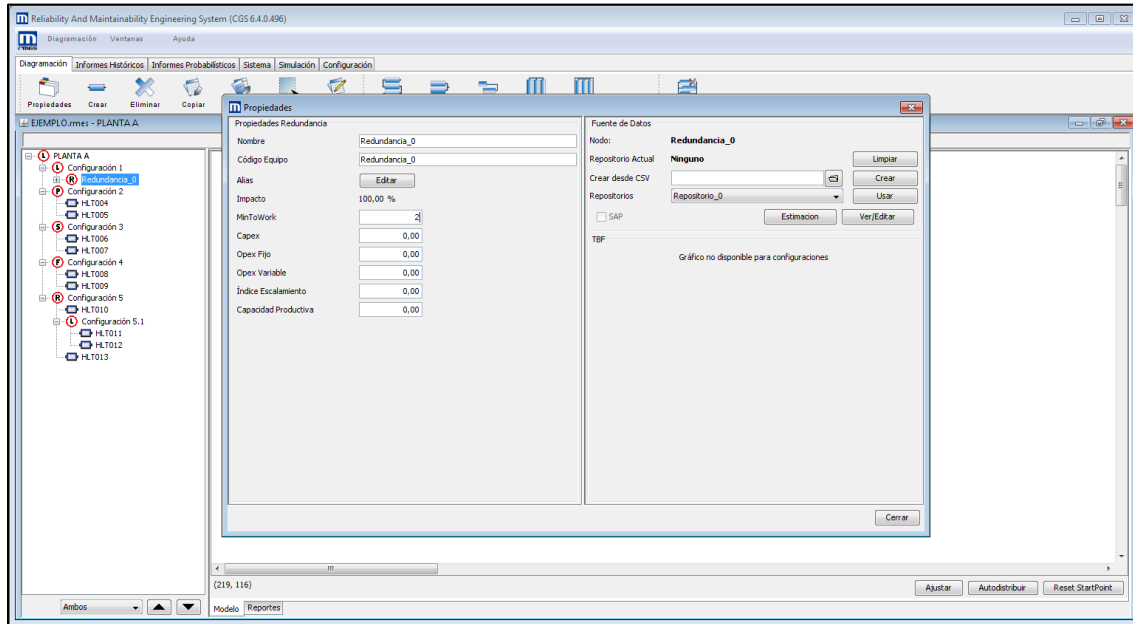 Reliability And Maintainability Engineering System (CGS 6.4.0.496)
Diagramación Ventanas Ayuda
Diagramación Informes Históricos Informes Probabilísticos Sistema Simulación Configuración
Propiedades Crear Eliminar Copiar
EJEMPLO.rmes - PLANTA A
PLANTA A
Configuración 1
Redundancia_0
Configuración 2
HLT004
HLT005
Configuración 3
HLT006
HLT007
Configuración 4
HLT008
HLT009
Configuración 5
HLT010
Configuración 5.1
HLT011
HLT012
HLT013
Ambos
Propiedades
Propiedades Redundancia
Nombre Redundancia_0
Código Equipo Redundancia_0
Alias Editar
Impacto 100,00 %
MinToWork 2
Capex 0,00
Opex Fijo 0,00
Opex Variable 0,00
Índice Escalamiento 0,00
Capacidad Productiva 0,00
Fuente de Datos
Nodo: Redundancia_0
Repositorio Actual Ninguno Limpiar
Crear desde CSV Crear
Repositorios Repositorio_0 Usar
SAP Estimacion Ver/Editar
TBF
Gráfico no disponible para configuraciones
Cerrar
(219, 116)
Ajustar Autodistribuir Reset StartPoint
Modelo Reportes